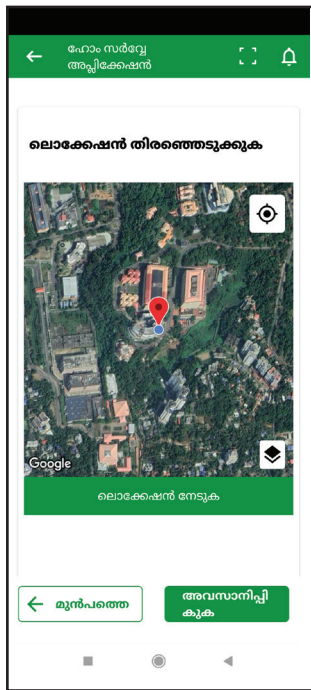 ഹോം സർവ്വേ
അപ്ലിക്കേഷൻ
ലൊക്കേഷൻ തിരഞ്ഞെടുക്കുക
Google
ലൊക്കേഷൻ നേടുക
മുൻപത്തെ
അവസാനിപ്പി
ക്കുക